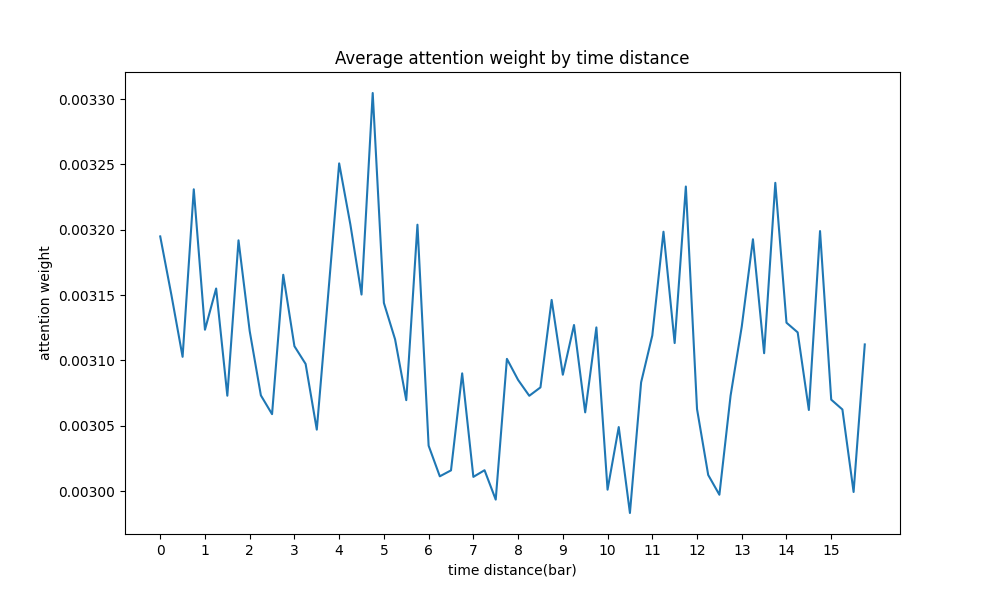 Average attention weight by time distance
0.00330
0.00325
0.00320
0.00315
0.00310
0.00305
0.00300
attention weight
0 1 2 3 4 5 6 7 8 9 10 11 12 13 14 15
time distance(bar)